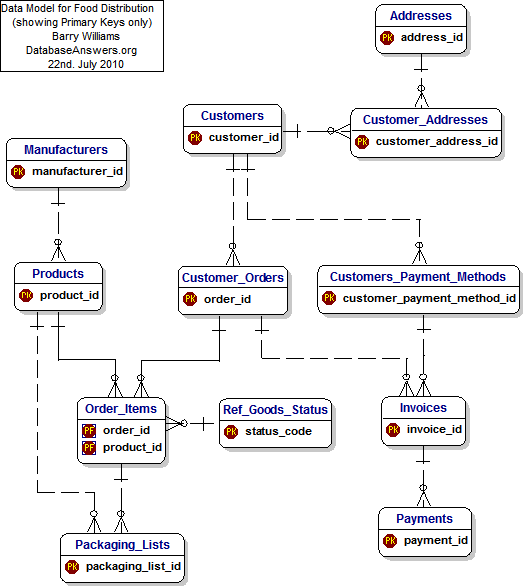 Data Model for Food Distribution
(showing Primary Keys only)
Barry Williams
DatabaseAnswers.org
22nd. July 2010
Addresses
PK address_id
Customers
PK customer_id
Customer_Addresses
PK customer_address_id
Manufacturers
PK manufacturer_id
Products
PK product_id
Customer_Orders
PK order_id
Customers_Payment_Methods
PK customer_payment_method_id
Order_Items
PF order_id
PF product_id
Ref_Goods_Status
PK status_code
Invoices
PK invoice_id
Packaging_Lists
PK packaging_list_id
Payments
PK payment_id